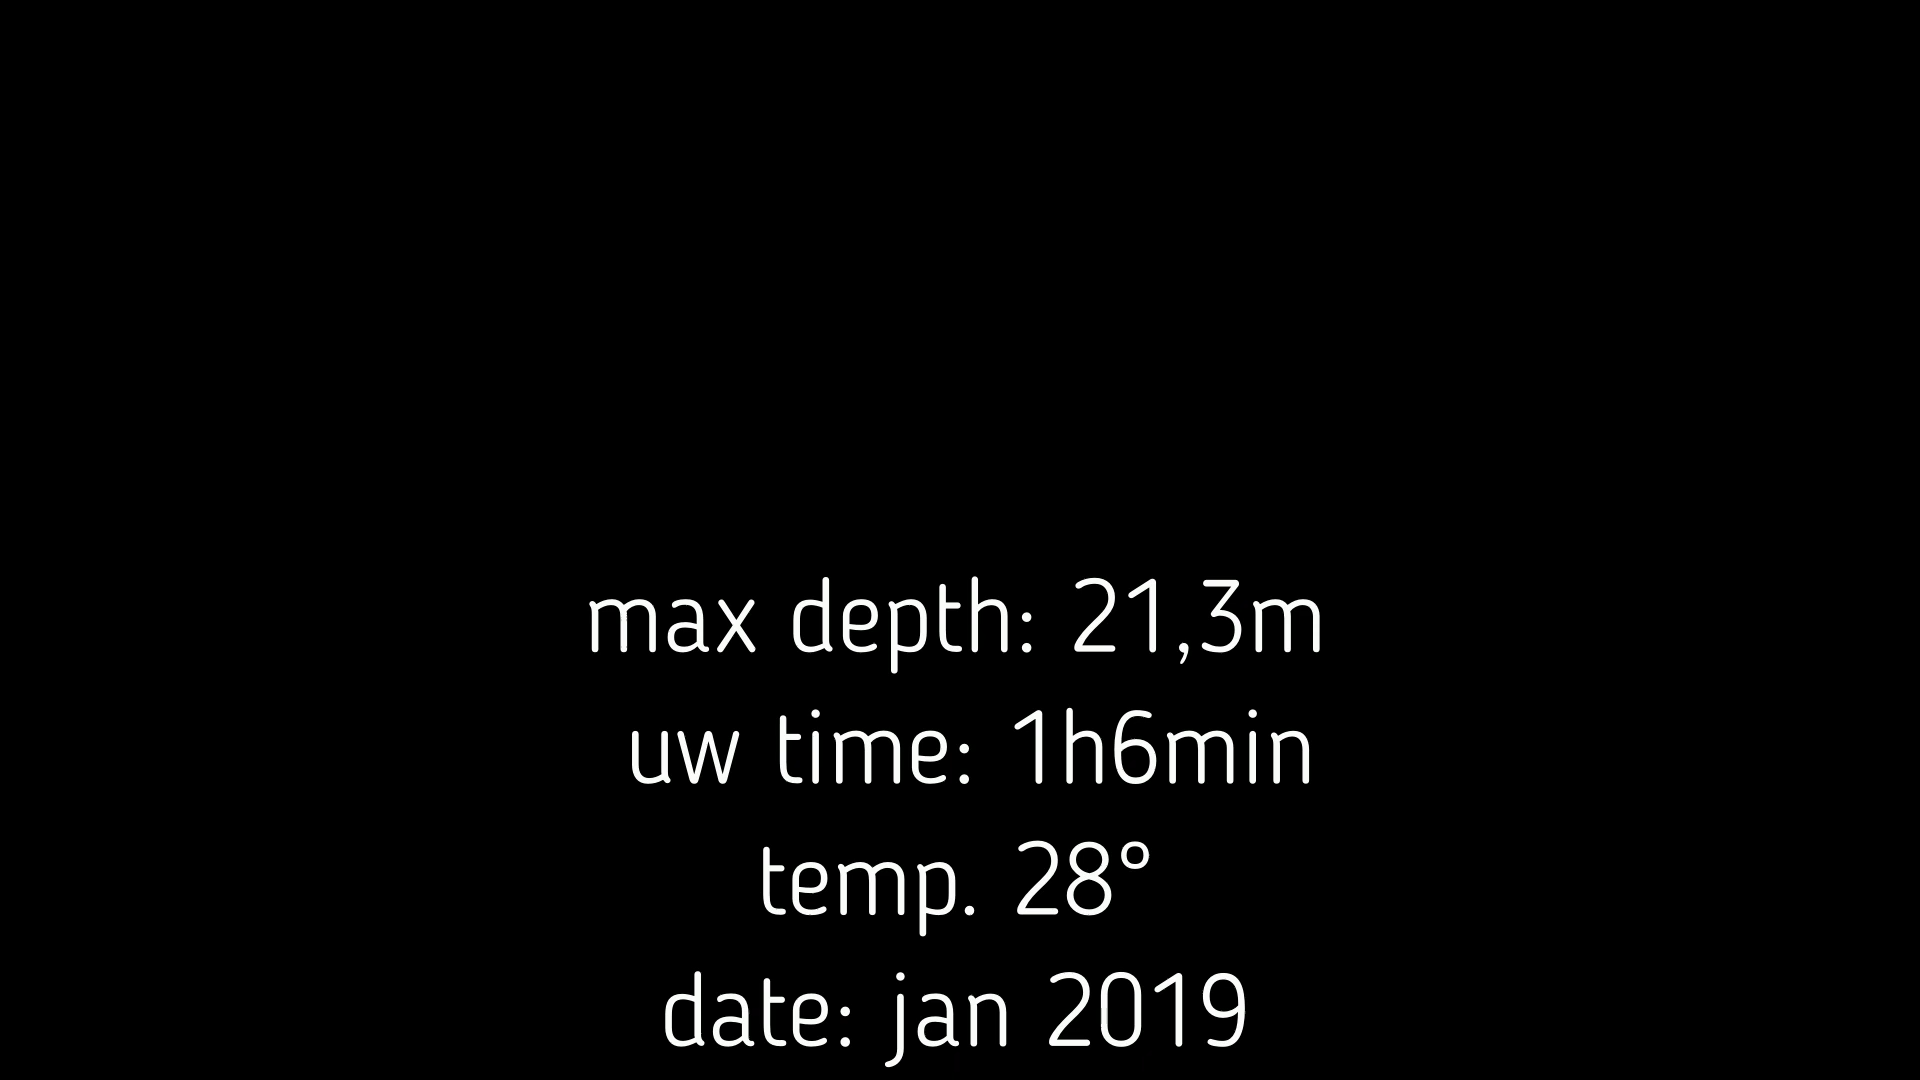 max depth: 21,3m
uw time: 1h6min
temp. 28°
date: jan 2019